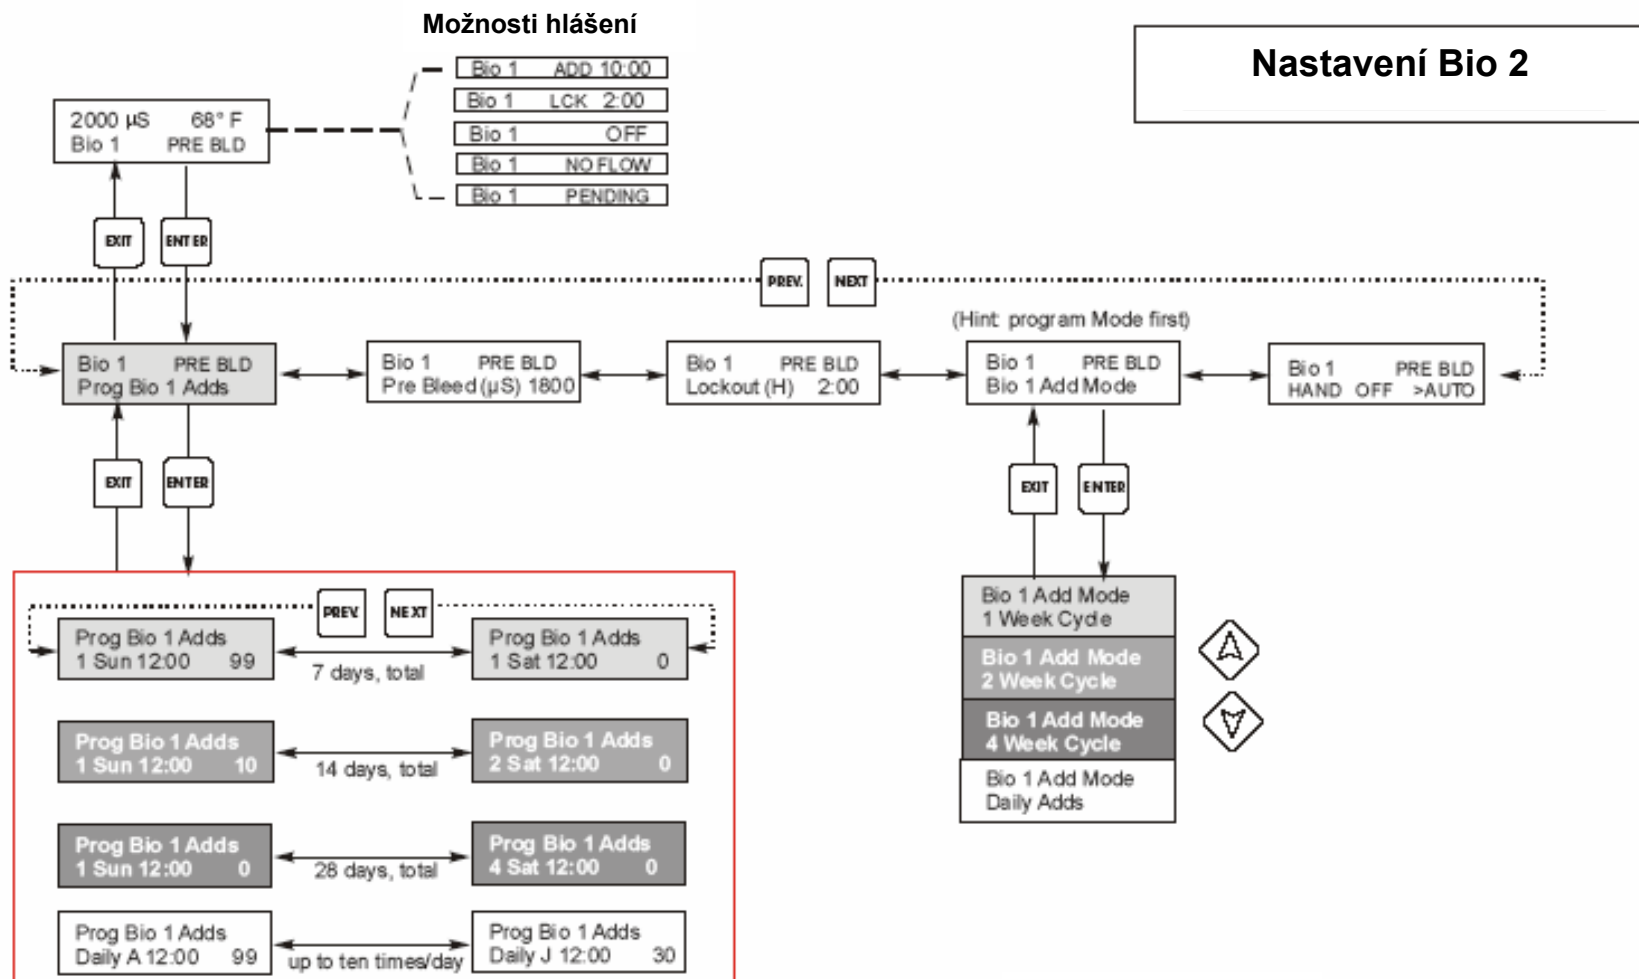 Možnosti hlášení
Nastavení Bio 2
Bio 1 ADD 10:00
Bio 1 LCK 2:00
Bio 1 OFF
Bio 1 NO FLOW
Bio 1 PENDING
2000 µS 68° F
Bio 1 PRE BLD
EXIT
ENTER
PREV.
NEXT
(Hint: program Mode first)
Bio 1 PRE BLD
Prog Bio 1 Adds
Bio 1 PRE BLD
Pre Bleed (µS) 1800
Bio 1 PRE BLD
Lockout (H) 2:00
Bio 1 PRE BLD
Bio 1 Add Mode
Bio 1 PRE BLD
HAND OFF >AUTO
EXIT
ENTER
EXIT
ENTER
PREV.
NEXT
Prog Bio 1 Adds
1 Sun 12:00 99
7 days, total
Prog Bio 1 Adds
1 Sat 12:00 0
Prog Bio 1 Adds
1 Sun 12:00 10
14 days, total
Prog Bio 1 Adds
2 Sat 12:00 0
Prog Bio 1 Adds
1 Sun 12:00 0
28 days, total
Prog Bio 1 Adds
4 Sat 12:00 0
Prog Bio 1 Adds
Daily A 12:00 99
up to ten times/day
Prog Bio 1 Adds
Daily J 12:00 30
Bio 1 Add Mode
1 Week Cycle
Bio 1 Add Mode
2 Week Cycle
Bio 1 Add Mode
4 Week Cycle
Bio 1 Add Mode
Daily Adds